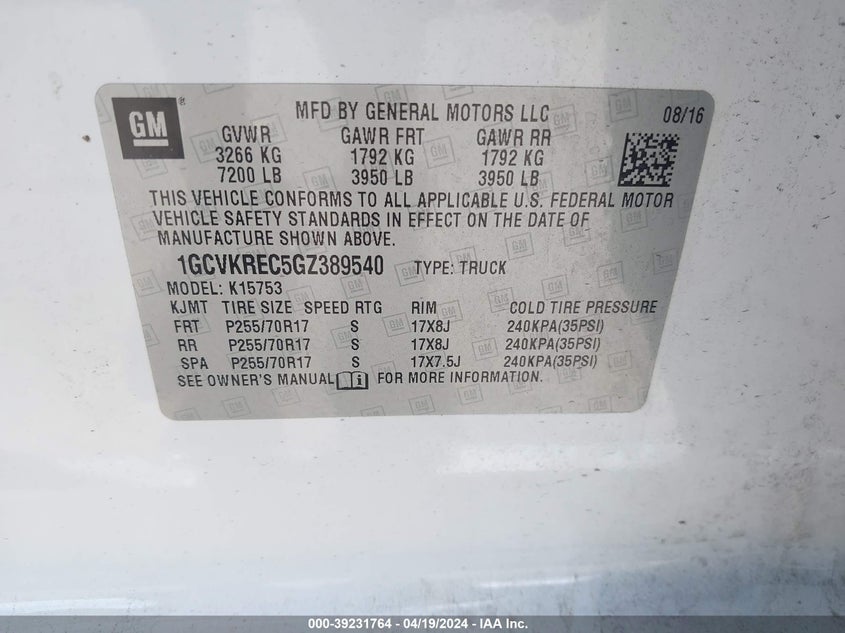 GM ®
MFD BY GENERAL MOTORS LLC 08/16
GVWR GAWR FRT GAWR RR
3266 KG 1792 KG 1792 KG
7200 LB 3950 LB 3950 LB
THIS VEHICLE CONFORMS TO ALL APPLICABLE U.S. FEDERAL MOTOR
VEHICLE SAFETY STANDARDS IN EFFECT ON THE DATE OF
MANUFACTURE SHOWN ABOVE.
1GCVKREC5GZ389540 TYPE: TRUCK
MODEL: K15753
KJMT TIRE SIZE SPEED RTG RIM COLD TIRE PRESSURE
FRT P255/70R17 S 17X8J 240KPA(35PSI)
RR P255/70R17 S 17X8J 240KPA(35PSI)
SPA P255/70R17 S 17X7.5J 240KPA(35PSI)
SEE OWNER'S MANUAL FOR MORE INFORMATION.
000-39231764 - 04/19/2024 - IAA Inc.